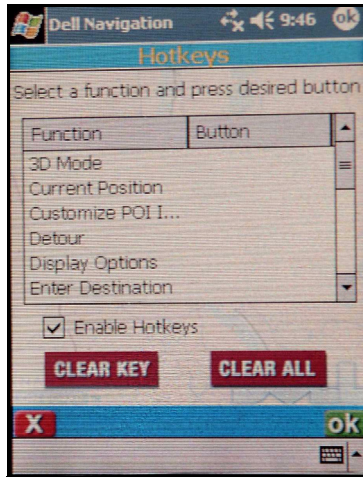 Dell Navigation 9:46 ok
Hotkeys
Select a function and press desired button
Function Button
3D Mode
Current Position
Customize POI I...
Detour
Display Options
Enter Destination
Enable Hotkeys
CLEAR KEY CLEAR ALL
X ok